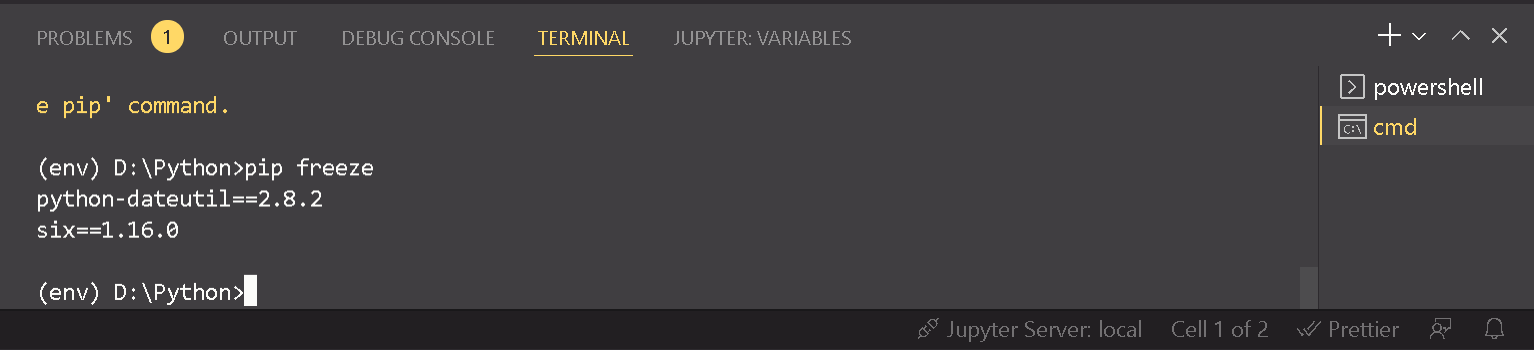 PROBLEMS 1 OUTPUT DEBUG CONSOLE TERMINAL JUPYTER: VARIABLES
e pip' command.
(env) D:\Python>pip freeze
python-dateutil==2.8.2
six==1.16.0
(env) D:\Python>
powershell
C:\ cmd
Jupyter Server: local Cell 1 of 2 Prettier